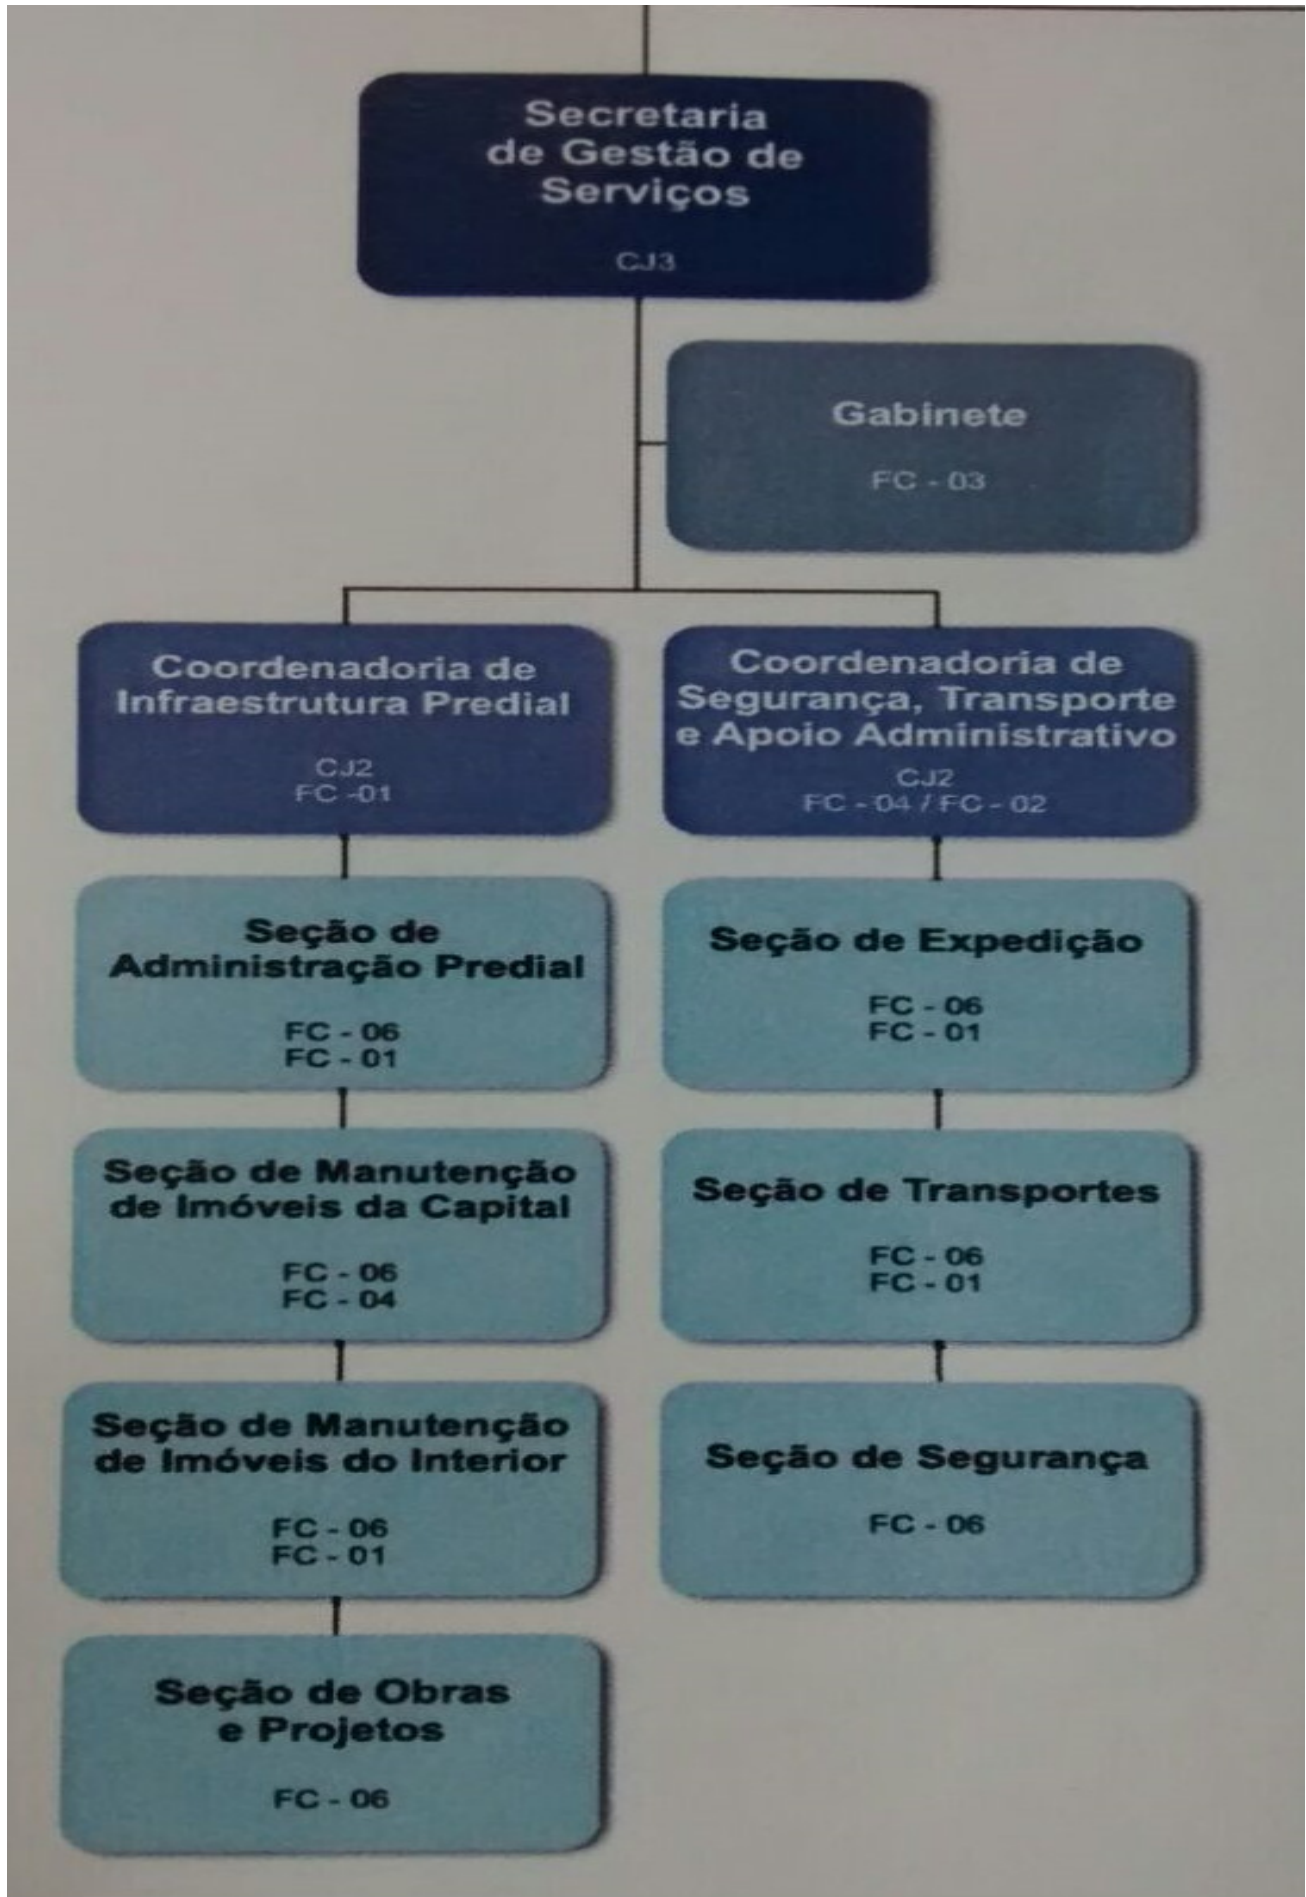 Secretaria
de Gestão de
Serviços
CJ3
Gabinete
FC - 03
Coordenadoria de
Infraestrutura Predial
CJ2
FC -01
Coordenadoria de
Segurança, Transporte
e Apoio Administrativo
CJ2
FC - 04 / FC - 02
Seção de
Administração Predial
FC - 06
FC - 01
Seção de Expedição
FC - 06
FC - 01
Seção de Manutenção
de Imóveis da Capital
FC - 06
FC - 04
Seção de Transportes
FC - 06
FC - 01
Seção de Manutenção
de Imóveis do Interior
FC - 06
FC - 01
Seção de Segurança
FC - 06
Seção de Obras
e Projetos
FC - 06